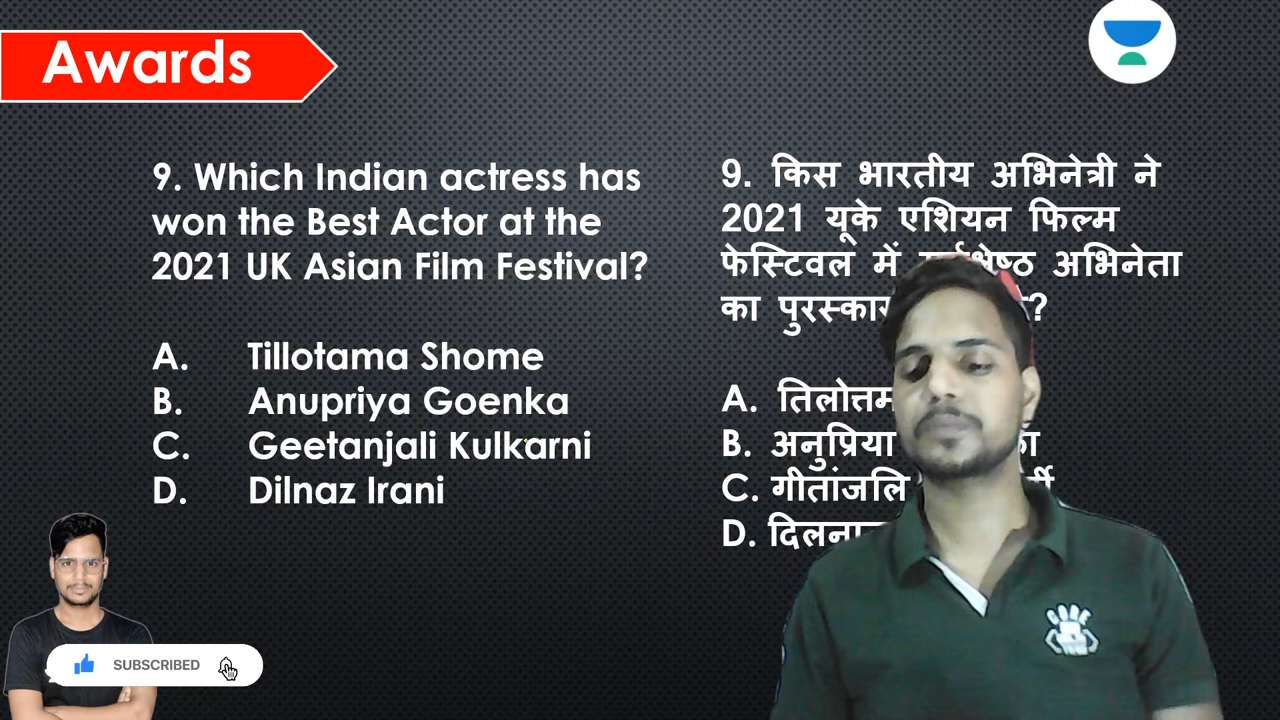 Awards
9. Which Indian actress has
won the Best Actor at the
2021 UK Asian Film Festival?
A. Tillotama Shome
B. Anupriya Goenka
C. Geetanjali Kulkarni
D. Dilnaz Irani
9. किस भारतीय अभिनेत्री ने
2021 यूके एशियन फिल्म
फेस्टिवल में अभिनेता
का ?
A.
B. अनुप्रिया
C. गीतांजलि
D.
SUBSCRIBED